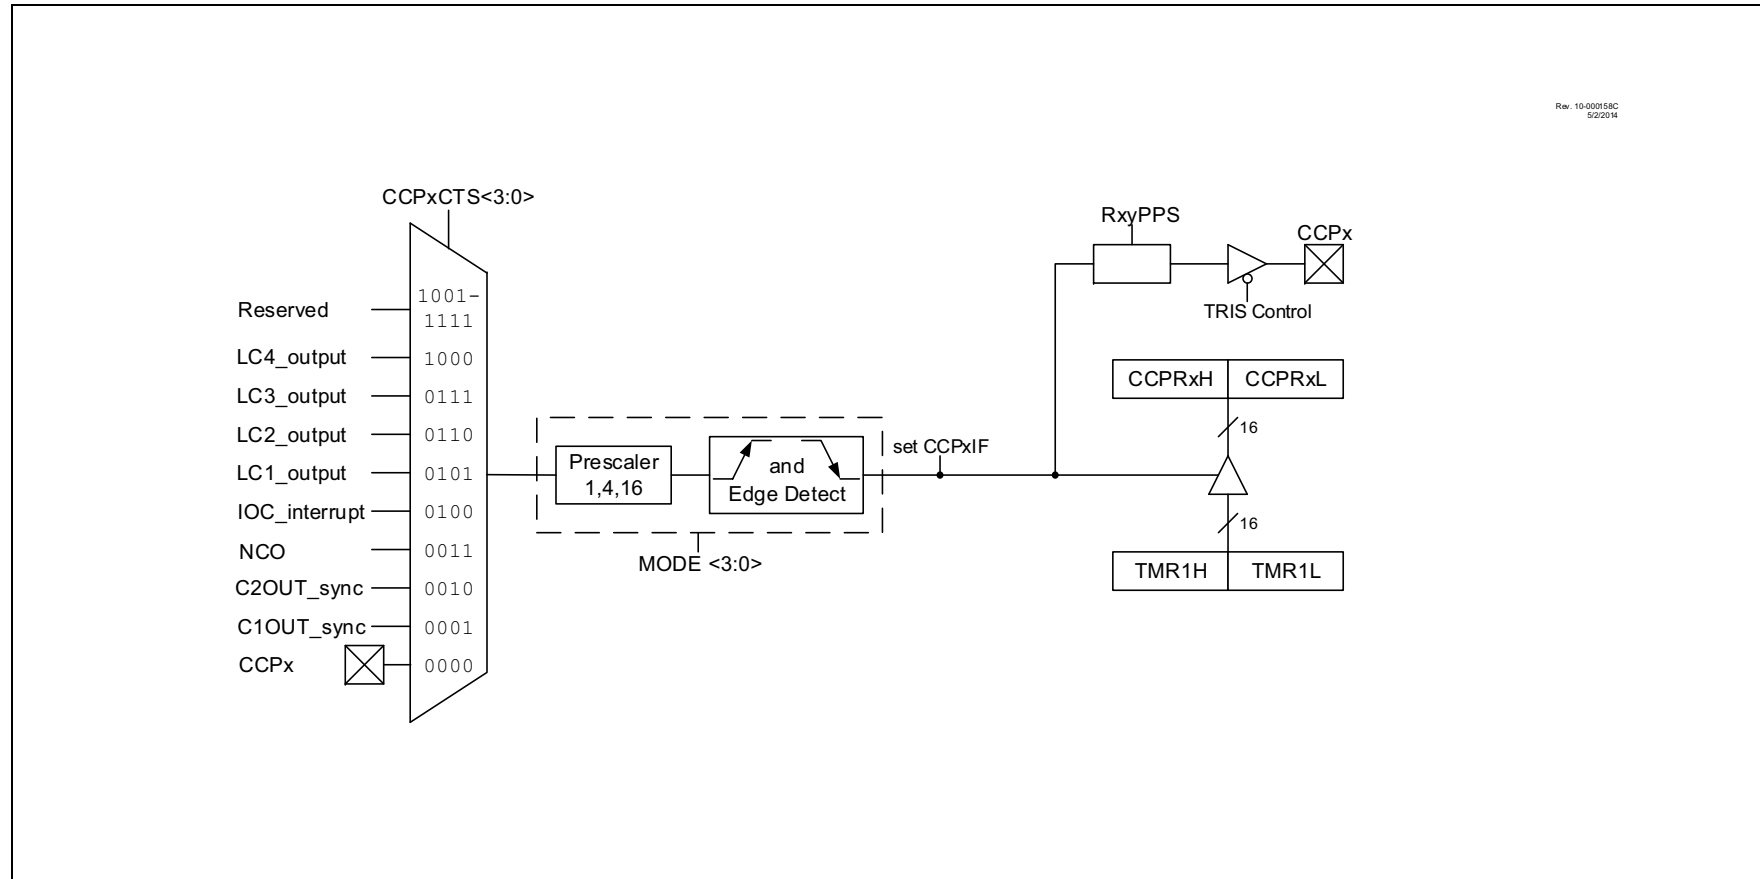 Rev. 10-000158C
5/2/2014
CCPxCTS<3:0>
Reserved
1001-
1111
LC4_output
1000
LC3_output
0111
LC2_output
0110
LC1_output
0101
IOC_interrupt
0100
NCO
0011
C2OUT_sync
0010
C1OUT_sync
0001
CCPx
0000
Prescaler
1,4,16
and
Edge Detect
MODE <3:0>
set CCPxIF
RxyPPS
CCPx
TRIS Control
CCPRxH
CCPRxL
16
16
TMR1H
TMR1L